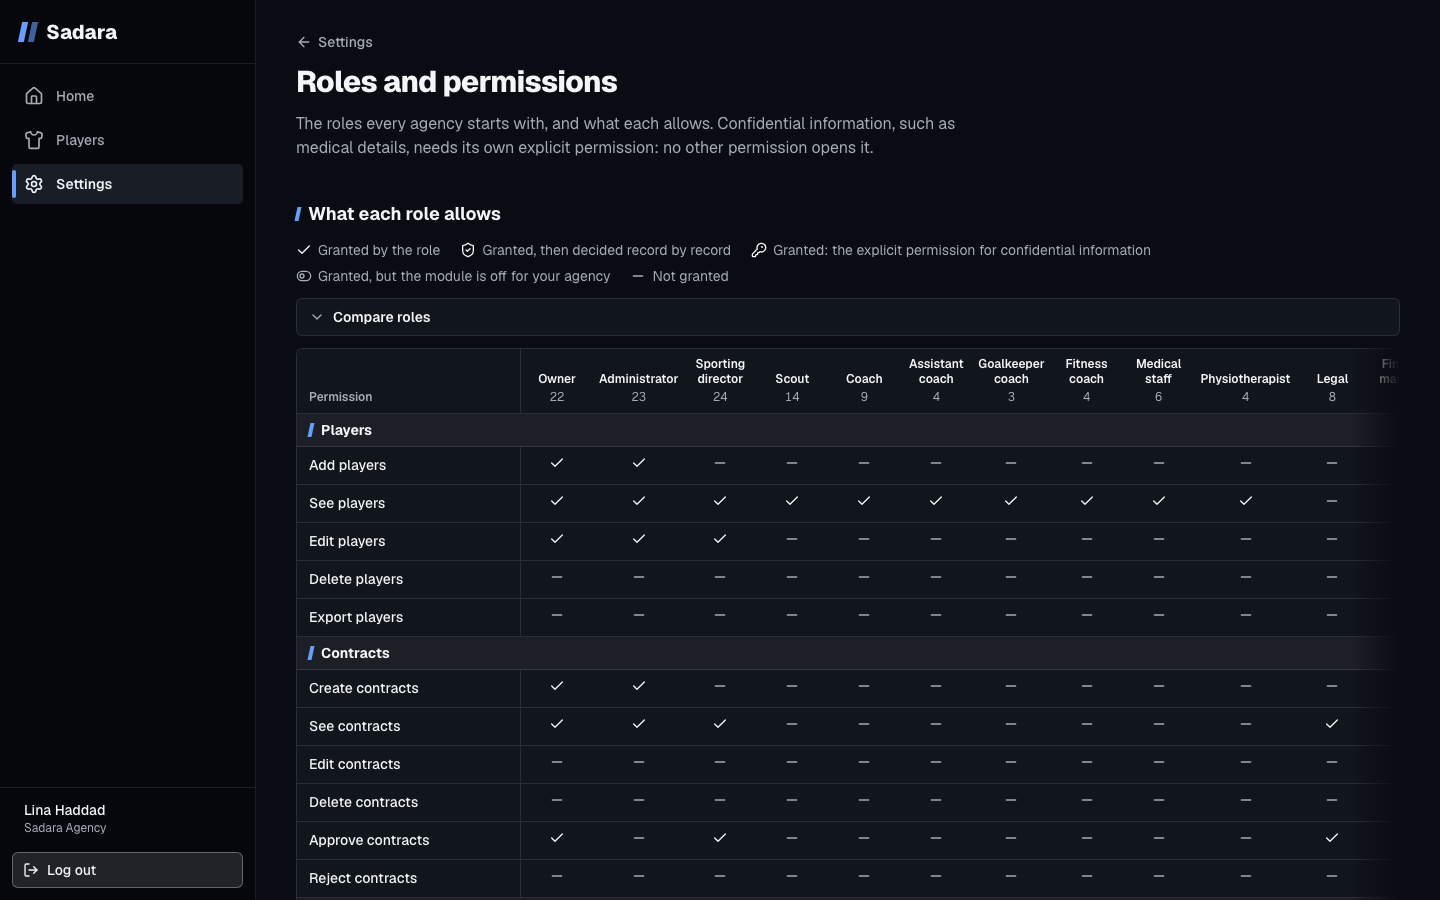 Sadara
Home
Players
Settings
Lina Haddad
Sadara Agency
Log out
Settings
Roles and permissions
The roles every agency starts with, and what each allows. Confidential information, such as
medical details, needs its own explicit permission: no other permission opens it.
What each role allows
Granted by the role
Granted, then decided record by record
Granted: the explicit permission for confidential information
Granted, but the module is off for your agency
Not granted
Compare roles
Permission
Owner
22
Administrator
23
Sporting
director
24
Scout
14
Coach
9
Assistant
coach
4
Goalkeeper
coach
3
Fitness
coach
4
Medical
staff
6
Physiotherapist
4
Legal
8
Players
Add players
See players
Edit players
Delete players
Export players
Contracts
Create contracts
See contracts
Edit contracts
Delete contracts
Approve contracts
Reject contracts